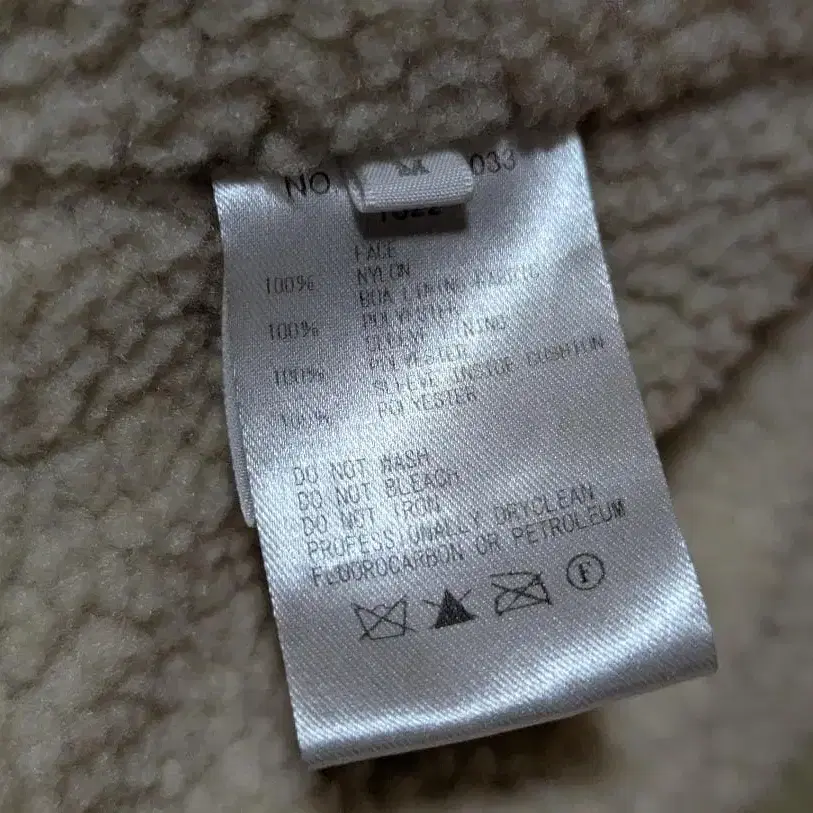 NO 033
FACE
100% NYLON
BOA LINING FABRIC
100% POLYESTER
SLEEVE LINING
100% POLYESTER
SLEEVE INSIDE CUSHION
100% POLYESTER
DO NOT WASH
DO NOT BLEACH
DO NOT IRON
PROFESSIONALLY DRYCLEAN
FLUOROCARBON OR PETROLEUM
F